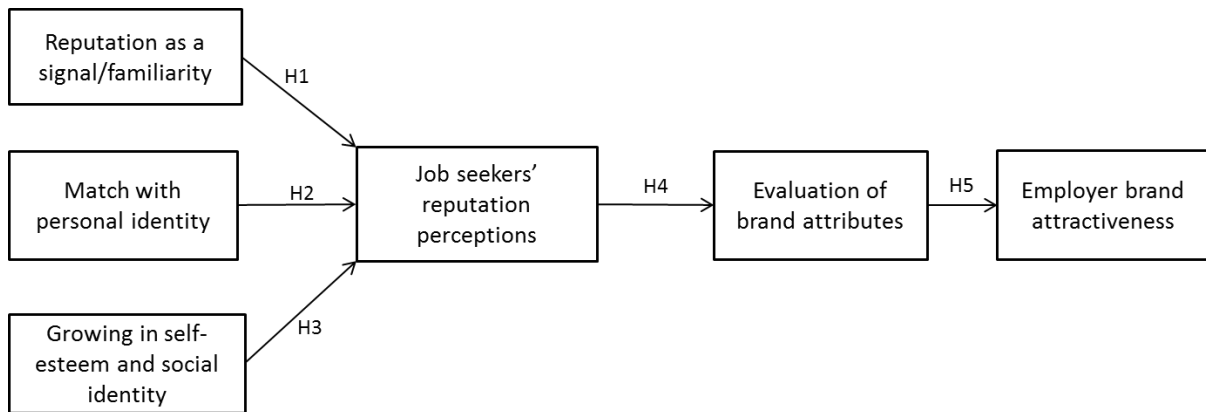 Reputation as a
signal/familiarity
H1
Match with
personal identity
H2
Growing in self-
esteem and social
identity
H3
Job seekers’
reputation
perceptions
H4
Evaluation of
brand attributes
H5
Employer brand
attractiveness